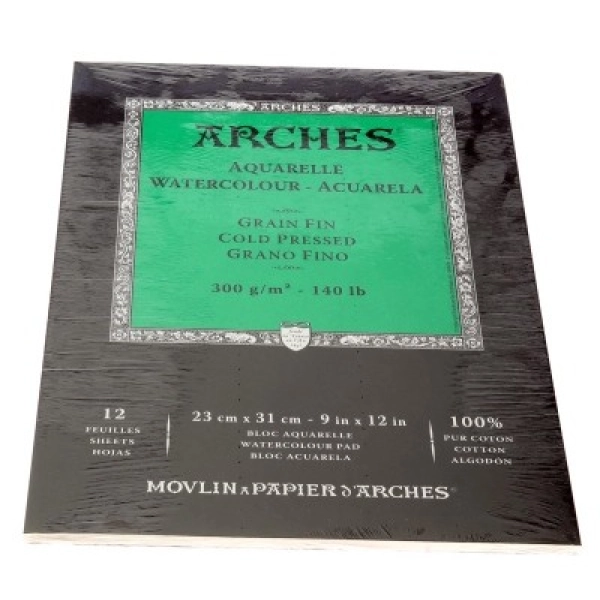 ARCHES
ARCHES
AQUARELLE
WATERCOLOUR - ACUARELA
GRAIN FIN
COLD PRESSED
GRANO FINO
300 g/m² - 140 lb
12
FEUILLES
SHEETS
HOJAS
23 cm x 31 cm - 9 in x 12 in
BLOC AQUARELLE
WATERCOLOUR PAD
BLOC ACUARELA
100%
PUR COTON
COTTON
ALGODÓN
MOVLIN À PAPIER D'ARCHES